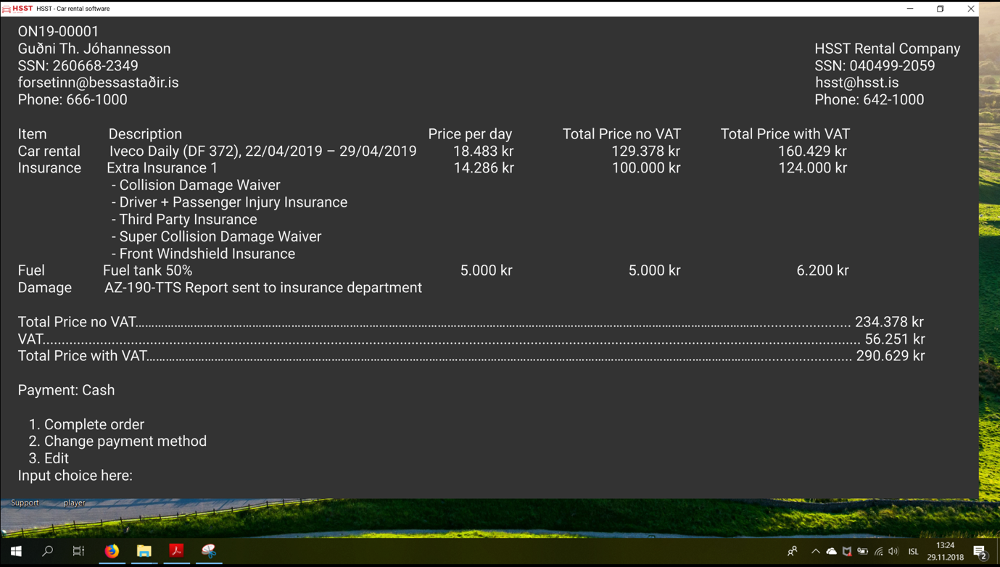 HSST HSST - Car rental software
ON19-00001
Guðni Th. Jóhannesson
SSN: 260668-2349
forsetinn@bessastaðir.is
Phone: 666-1000
HSST Rental Company
SSN: 040499-2059
hsst@hsst.is
Phone: 642-1000
Item Description Price per day Total Price no VAT Total Price with VAT
Car rental Iveco Daily (DF 372), 22/04/2019 – 29/04/2019 18.483 kr 129.378 kr 160.429 kr
Insurance Extra Insurance 1 14.286 kr 100.000 kr 124.000 kr
- Collision Damage Waiver
- Driver + Passenger Injury Insurance
- Third Party Insurance
- Super Collision Damage Waiver
- Front Windshield Insurance
Fuel Fuel tank 50% 5.000 kr 5.000 kr 6.200 kr
Damage AZ-190-TTS Report sent to insurance department
Total Price no VAT........................ 234.378 kr
VAT........................ 56.251 kr
Total Price with VAT........................ 290.629 kr
Payment: Cash
1. Complete order
2. Change payment method
3. Edit
Input choice here:
Support player
ISL 13:24
29.11.2018
2